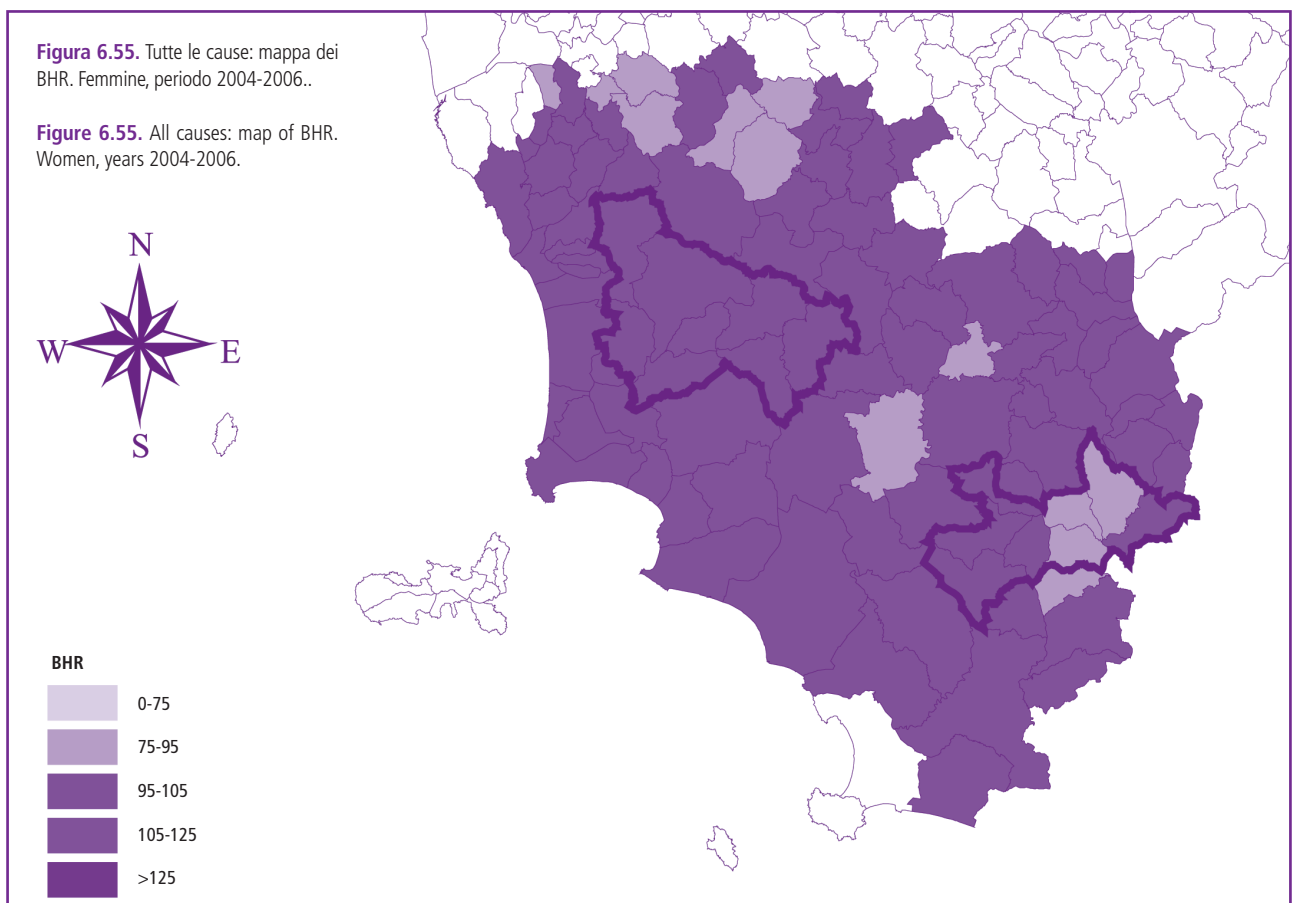 Figura 6.55. Tutte le cause: mappa dei
BHR. Femmine, periodo 2004-2006..
Figure 6.55. All causes: map of BHR.
Women, years 2004-2006.
N
W E
S
BHR
0-75
75-95
95-105
105-125
>125